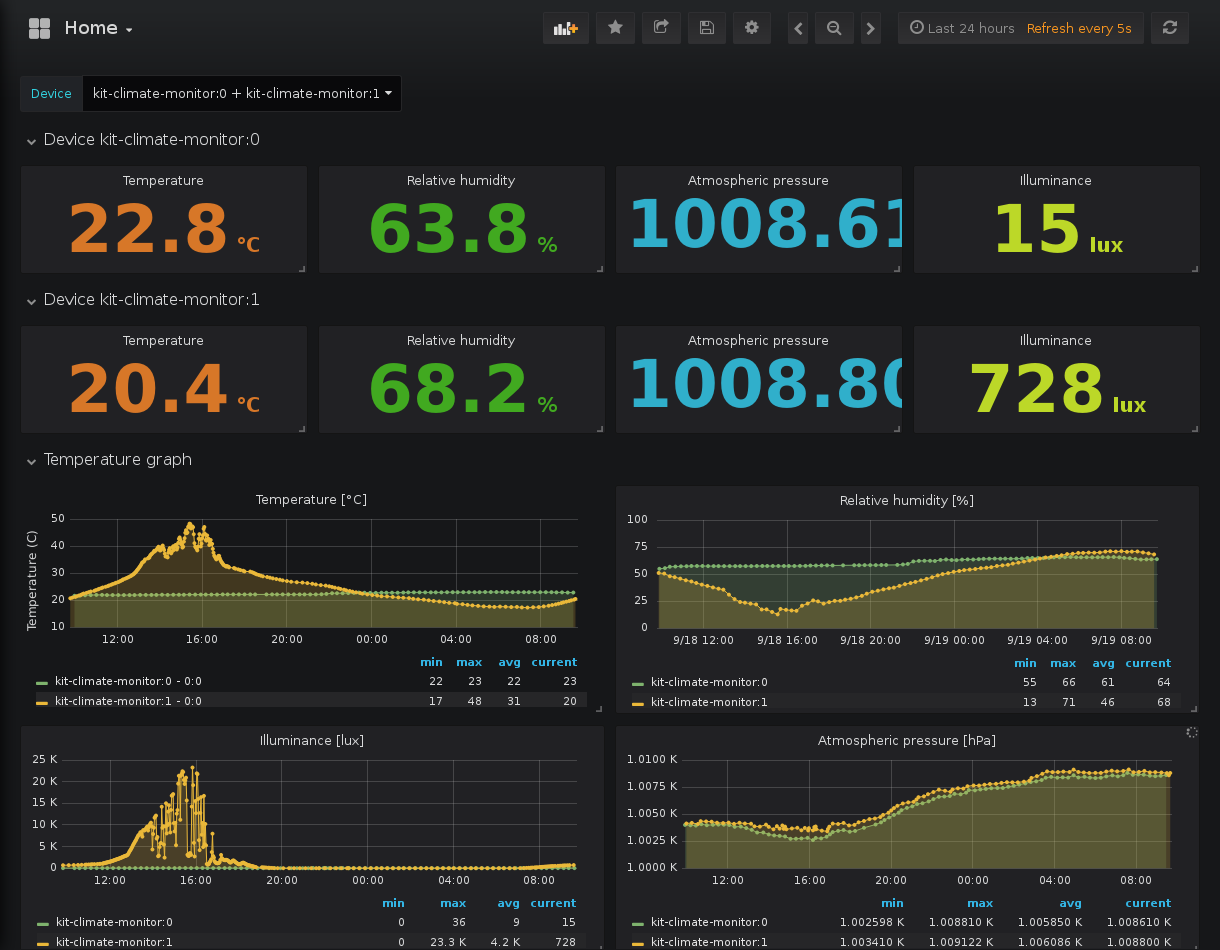 Home
Last 24 hours Refresh every 5s
Device kit-climate-monitor:0 + kit-climate-monitor:1
Device kit-climate-monitor:0
Temperature Relative humidity Atmospheric pressure Illuminance
22.8 °C 63.8 % 1008.61 15 lux
Device kit-climate-monitor:1
Temperature Relative humidity Atmospheric pressure Illuminance
20.4 °C 68.2 % 1008.80 728 lux
Temperature graph
Temperature [°C]
Temperature (C)
50
40
30
20
10
12:00 16:00 20:00 00:00 04:00 08:00
min max avg current
kit-climate-monitor:0 - 0:0 22 23 22 23
kit-climate-monitor:1 - 0:0 17 48 31 20
Relative humidity [%]
100
75
50
25
0
9/18 12:00 9/18 16:00 9/18 20:00 9/19 00:00 9/19 04:00 9/19 08:00
min max avg current
kit-climate-monitor:0 55 66 61 64
kit-climate-monitor:1 13 71 46 68
Illuminance [lux]
25 K
20 K
15 K
10 K
5 K
0
12:00 16:00 20:00 00:00 04:00 08:00
min max avg current
kit-climate-monitor:0 0 36 9 15
kit-climate-monitor:1 0 23.3 K 4.2 K 728
Atmospheric pressure [hPa]
1.0100 K
1.0075 K
1.0050 K
1.0025 K
1.0000 K
12:00 16:00 20:00 00:00 04:00 08:00
min max avg current
kit-climate-monitor:0 1.002598 K 1.008810 K 1.005850 K 1.008610 K
kit-climate-monitor:1 1.003410 K 1.009122 K 1.006086 K 1.008800 K